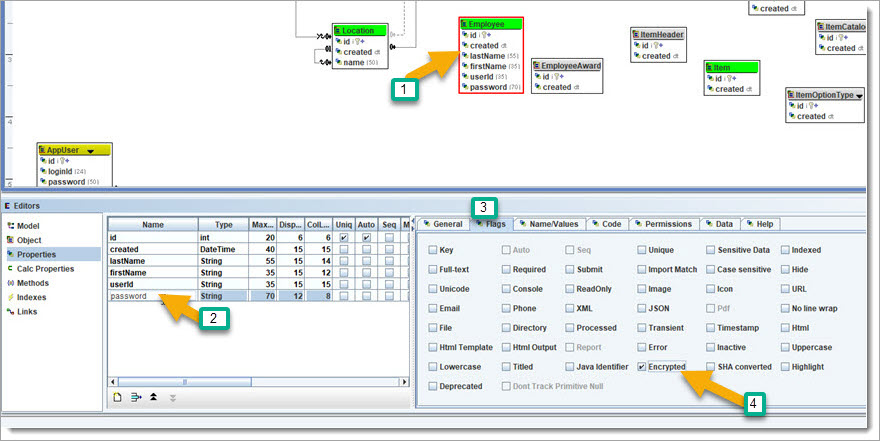 created dt
ItemCatalo
id
created dt
Employee
id
created dt
lastName (55)
firstName (35)
userId (35)
password (70)
Location
id
created dt
name (50)
ItemHeader
id
created dt
EmployeeAward
id
created dt
Item
id
created dt
ItemOptionType
id
created dt
1
3
4
5
AppUser
id
loginId (24)
password (50)
Editors
Model
Object
Properties
Calc Properties
Methods
Indexes
Links
Name Type Max... Disp... ColL... Uniq Auto Seq M
id int 20 6 6
created DateTime 40 15 15
lastName String 55 15 14
firstName String 35 15 12
userId String 35 15 15
password String 70 12 8
2
3
General Flags Name/Values Code Permissions Data Help
Key Auto Seq Unique Sensitive Data Indexed
Full-text Required Submit Import Match Case sensitive Hide
Unicode Console ReadOnly Image Icon URL
Email Phone XML JSON Pdf No line wrap
File Directory Processed Transient Timestamp Html
Html Template Html Output Report Error Inactive Uppercase
Lowercase Titled Java Identifier Encrypted SHA converted Highlight
Deprecated Dont Track Primitive Null
4